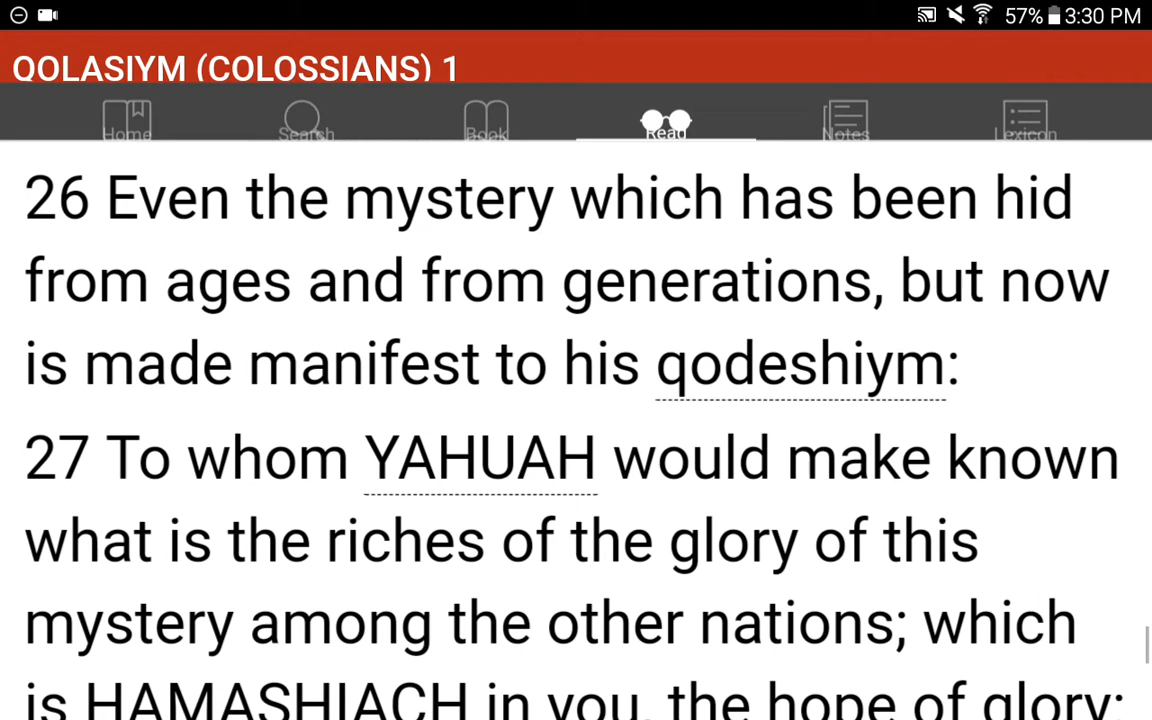 57% 3:30 PM
QOLASIYM (COLOSSIANS) 1
Home Search Book Read Notes Lexicon
26 Even the mystery which has been hid
from ages and from generations, but now
is made manifest to his qodeshiym:
27 To whom YAHUAH would make known
what is the riches of the glory of this
mystery among the other nations; which
is HAMASHIACH in you, the hope of glory: